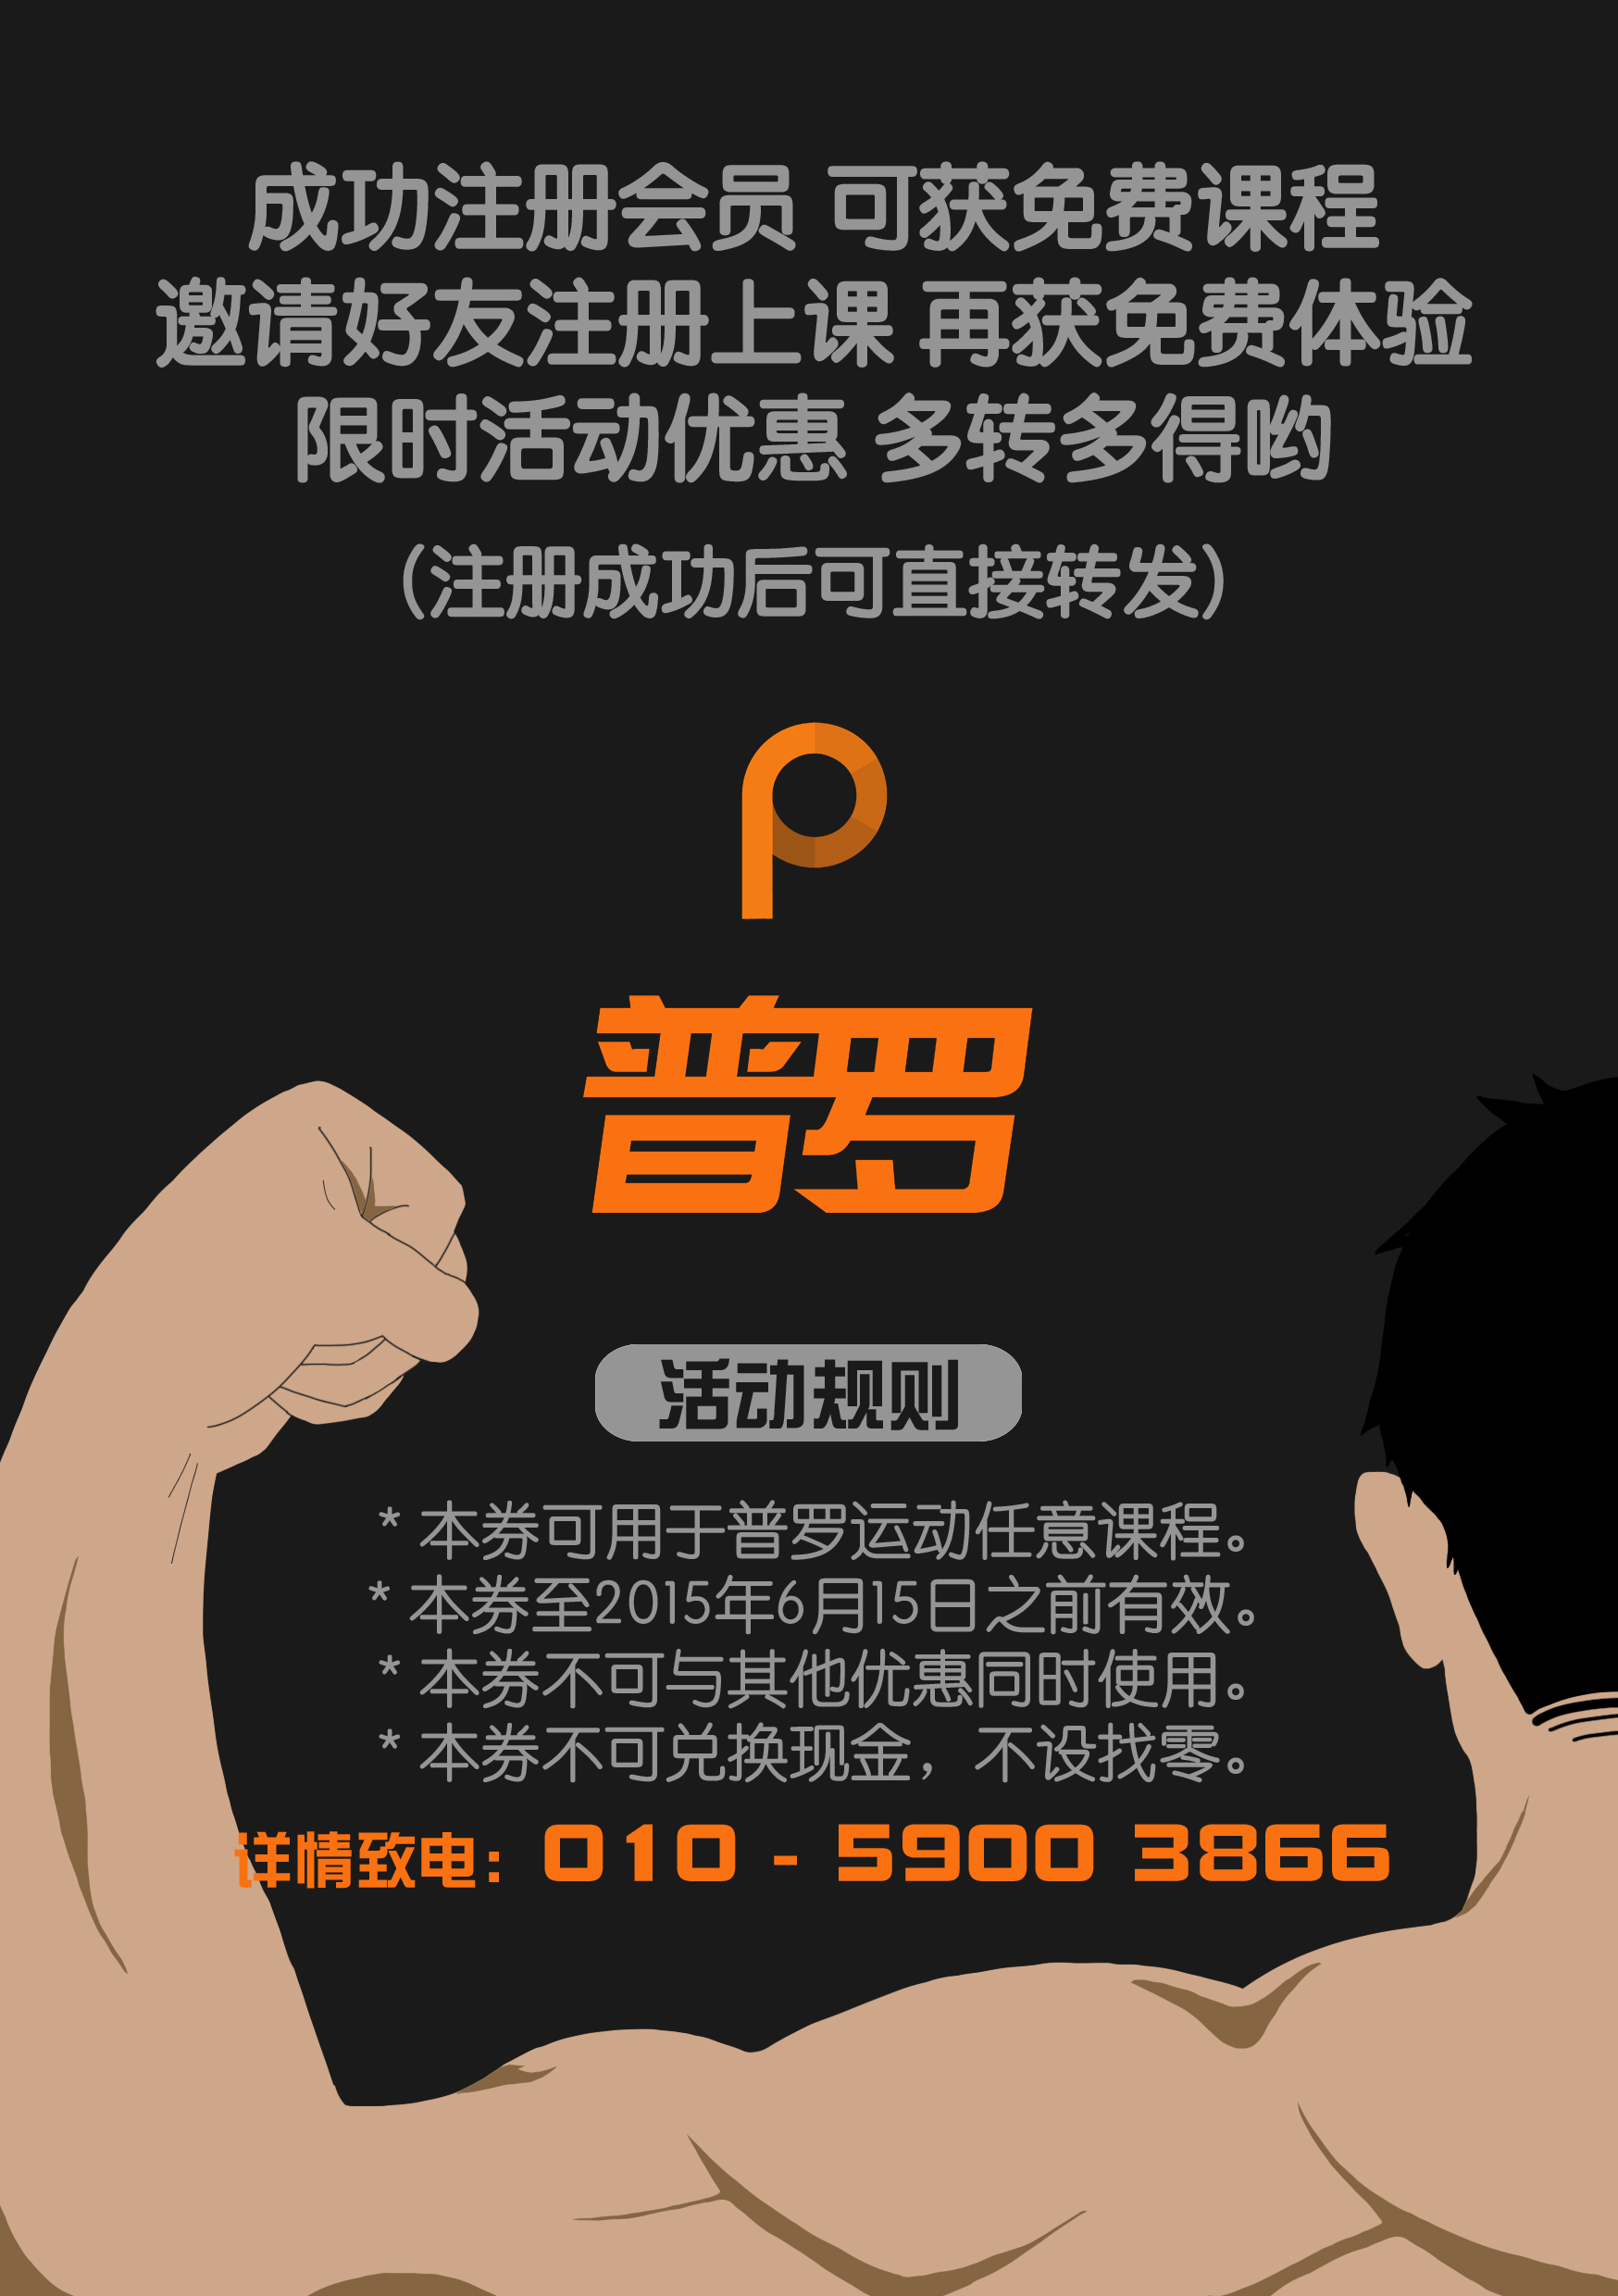 成功注册会员 可获免费课程
邀请好友注册上课 再获免费体验
限时活动优惠 多转多得哟
(注册成功后可直接转发)
普罗
活动规则
* 本券可用于普罗运动任意课程。
* 本券至2015年6月15日之前有效。
* 本券不可与其他优惠同时使用。
* 本券不可兑换现金， 不设找零。
详情致电: 010 - 5900 3866